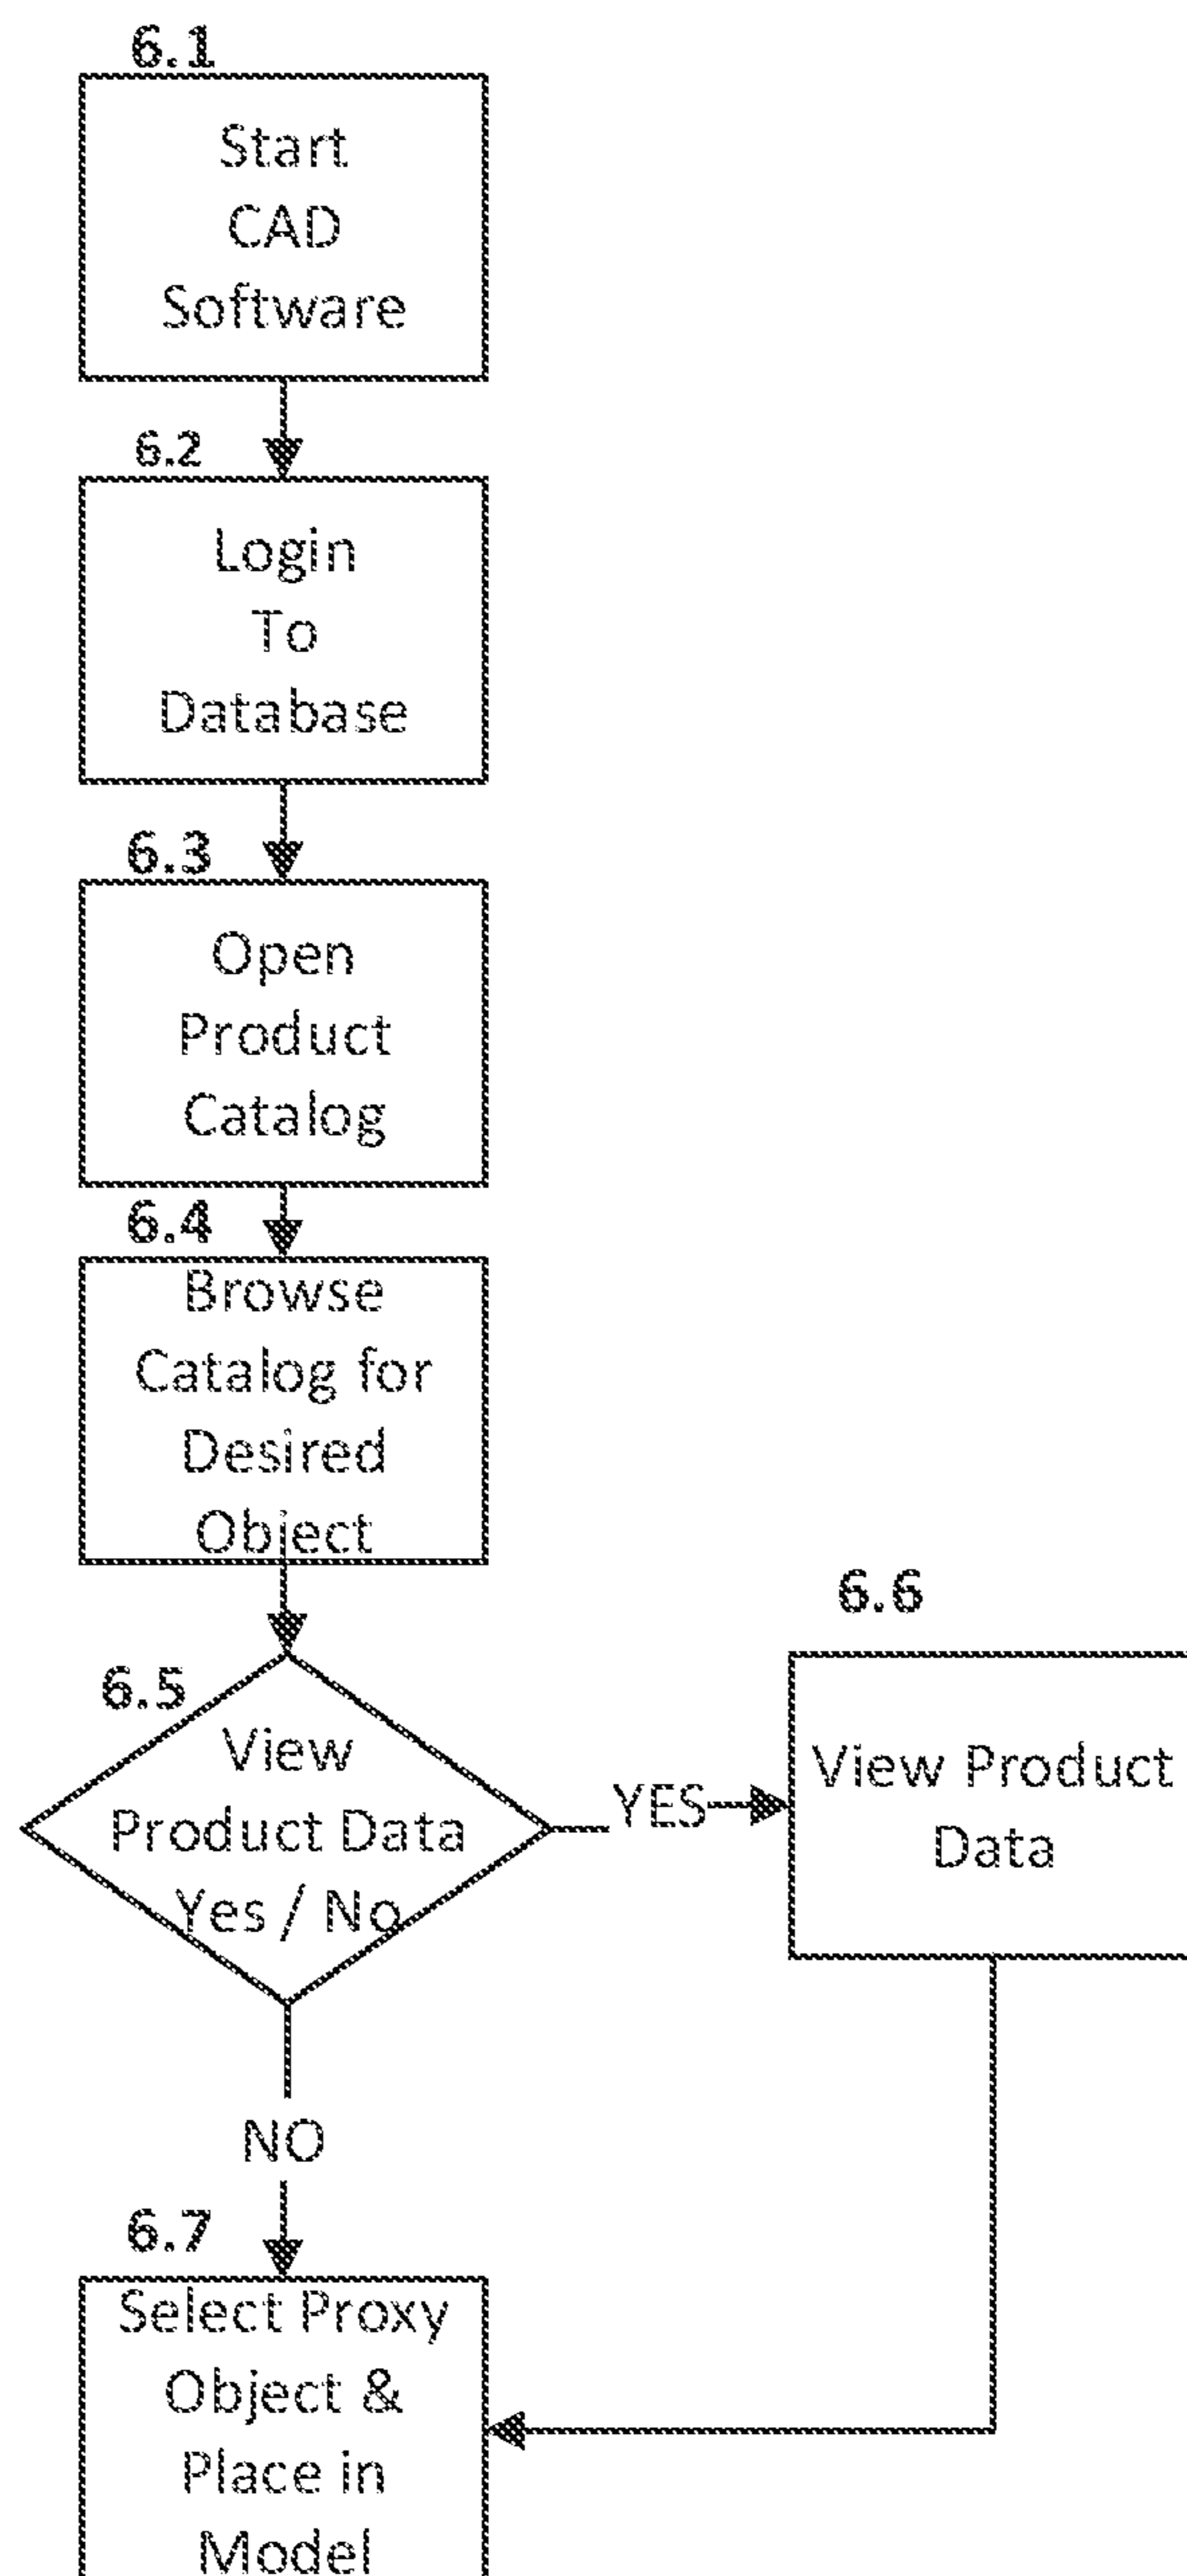 6.1
Start
CAD
Software
6.2
Login
To
Database
6.3
Open
Product
Catalog
6.4
Browse
Catalog for
Desired
Object
6.5
View
Product Data
Yes / No
YES
6.6
View Product
Data
NO
6.7
Select Proxy
Object &
Place in
Model